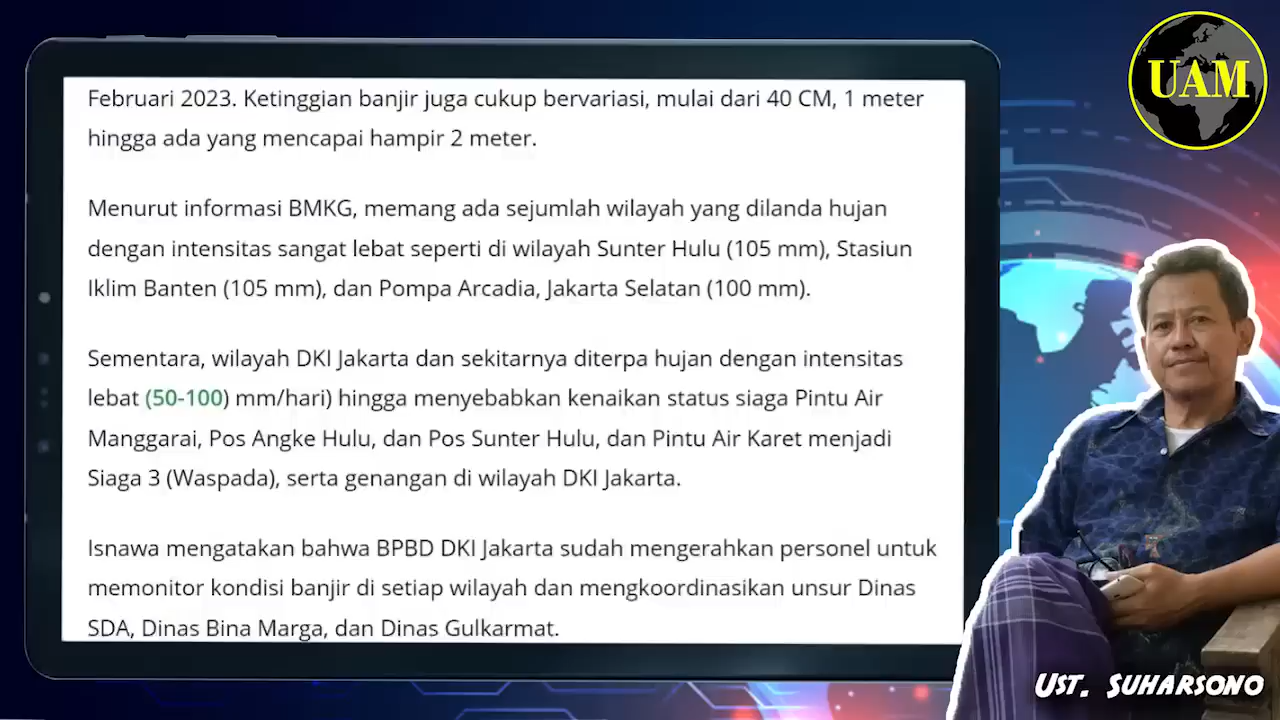 Februari 2023. Ketinggian banjir juga cukup bervariasi, mulai dari 40 CM, 1 meter
hingga ada yang mencapai hampir 2 meter.
Menurut informasi BMKG, memang ada sejumlah wilayah yang dilanda hujan
dengan intensitas sangat lebat seperti di wilayah Sunter Hulu (105 mm), Stasiun
Iklim Banten (105 mm), dan Pompa Arcadia, Jakarta Selatan (100 mm).
Sementara, wilayah DKI Jakarta dan sekitarnya diterpa hujan dengan intensitas
lebat (50-100) mm/hari) hingga menyebabkan kenaikan status siaga Pintu Air
Manggarai, Pos Angke Hulu, dan Pos Sunter Hulu, dan Pintu Air Karet menjadi
Siaga 3 (Waspada), serta genangan di wilayah DKI Jakarta.
Isnawa mengatakan bahwa BPBD DKI Jakarta sudah mengerahkan personel untuk
memonitor kondisi banjir di setiap wilayah dan mengkoordinasikan unsur Dinas
SDA, Dinas Bina Marga, dan Dinas Gulkarmat.
UAM
UST. SUHARSONO